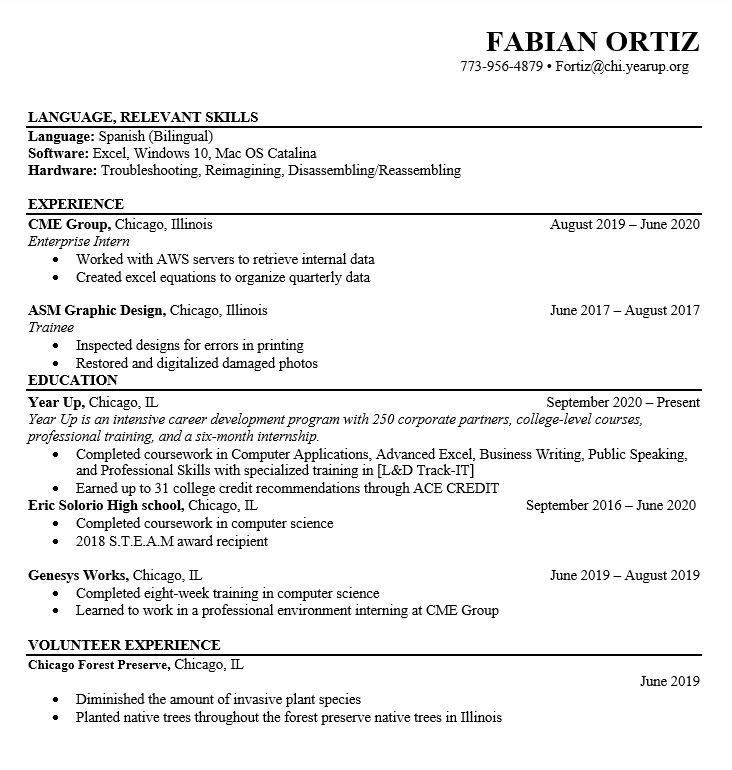 FABIAN ORTIZ
773-956-4879 • Fortiz@chi.yearup.org
LANGUAGE, RELEVANT SKILLS
Language: Spanish (Bilingual)
Software: Excel, Windows 10, Mac OS Catalina
Hardware: Troubleshooting, Reimagining, Disassembling/Reassembling
EXPERIENCE
CME Group, Chicago, Illinois August 2019 – June 2020
Enterprise Intern
• Worked with AWS servers to retrieve internal data
• Created excel equations to organize quarterly data
ASM Graphic Design, Chicago, Illinois June 2017 – August 2017
Trainee
• Inspected designs for errors in printing
• Restored and digitalized damaged photos
EDUCATION
Year Up, Chicago, IL September 2020 – Present
Year Up is an intensive career development program with 250 corporate partners, college-level courses,
professional training, and a six-month internship.
• Completed coursework in Computer Applications, Advanced Excel, Business Writing, Public Speaking,
and Professional Skills with specialized training in [L&D Track-IT]
• Earned up to 31 college credit recommendations through ACE CREDIT
Eric Solorio High school, Chicago, IL September 2016 – June 2020
• Completed coursework in computer science
• 2018 S.T.E.A.M award recipient
Genesys Works, Chicago, IL June 2019 – August 2019
• Completed eight-week training in computer science
• Learned to work in a professional environment interning at CME Group
VOLUNTEER EXPERIENCE
Chicago Forest Preserve, Chicago, IL
June 2019
• Diminished the amount of invasive plant species
• Planted native trees throughout the forest preserve native trees in Illinois